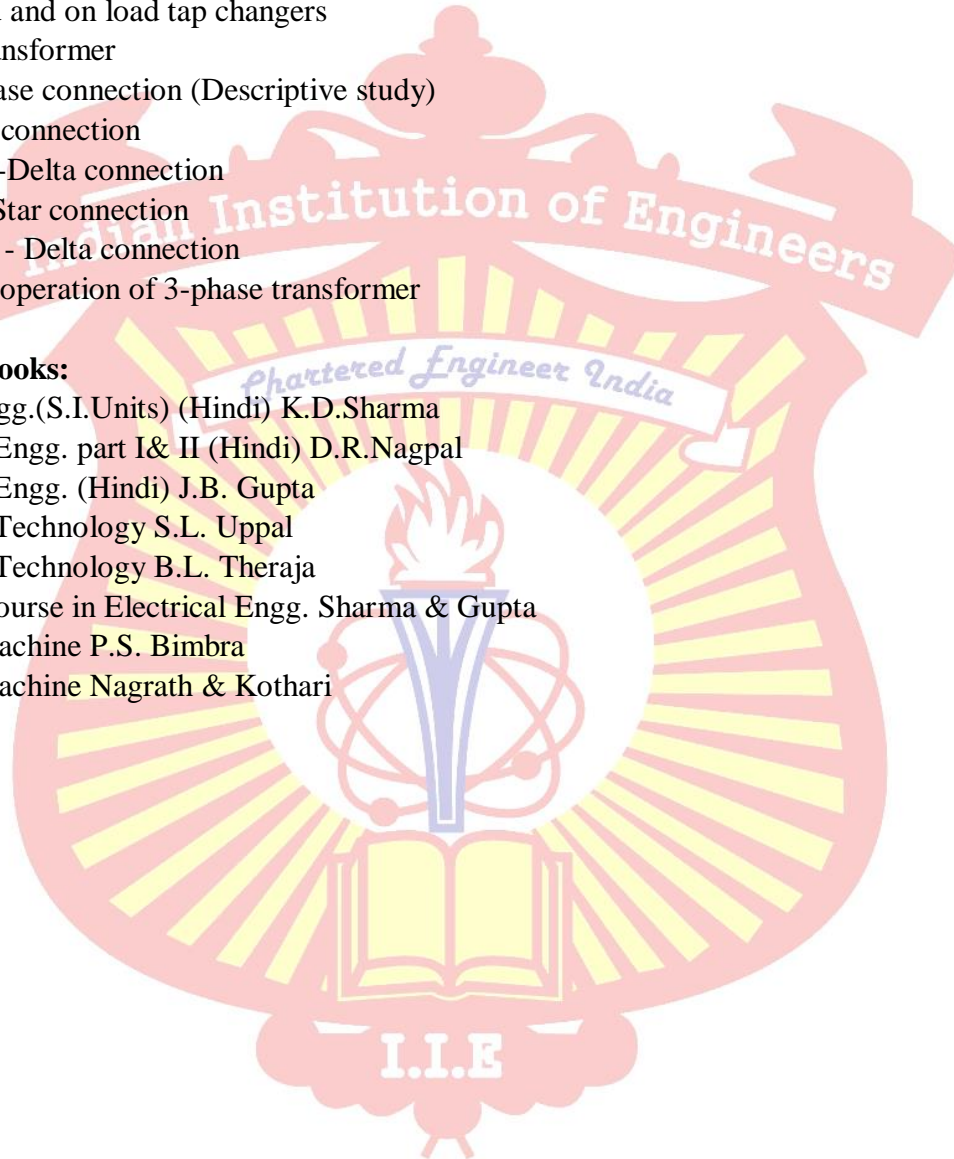 and on load tap changers
ansformer
ase connection (Descriptive study)
connection
-Delta connection
Star connection
- Delta connection
operation of 3-phase transformer
ooks:
gg.(S.I.Units) (Hindi) K.D.Sharma
Engg. part I& II (Hindi) D.R.Nagpal
Engg. (Hindi) J.B. Gupta
Technology S.L. Uppal
Technology B.L. Theraja
ourse in Electrical Engg. Sharma & Gupta
achine P.S. Bimbra
achine Nagrath & Kothari
Indian Institution of Engineers
Chartered Engineer India
I.I.E